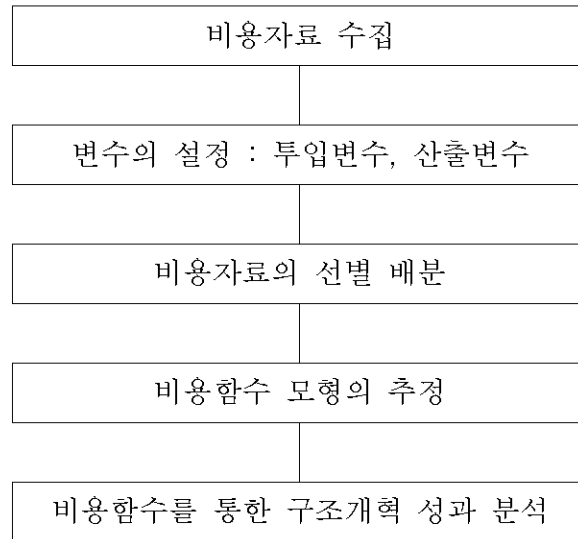 비용자료 수집
변수의 설정 : 투입변수, 산출변수
비용자료의 선별 배분
비용함수 모형의 추정
비용함수를 통한 구조개혁 성과 분석